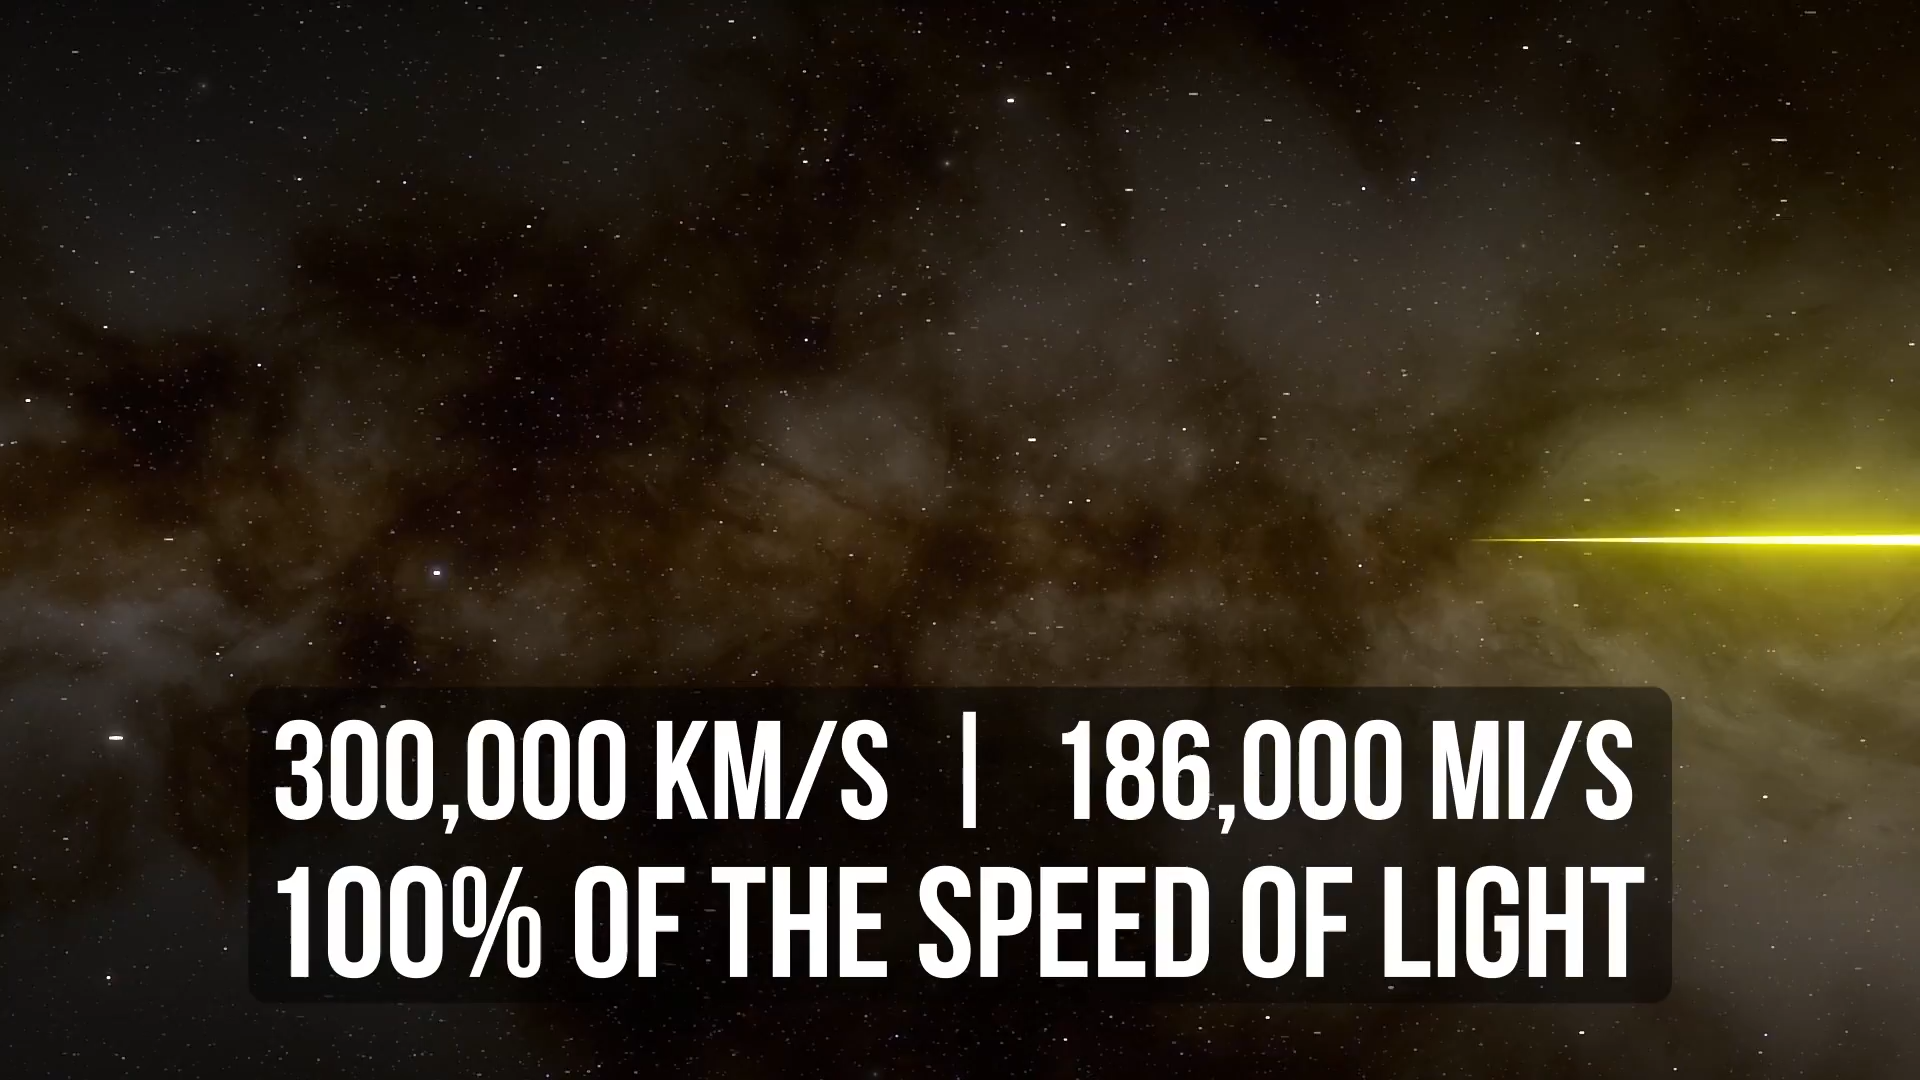 300,000 KM/S | 186,000 MI/S
100% OF THE SPEED OF LIGHT